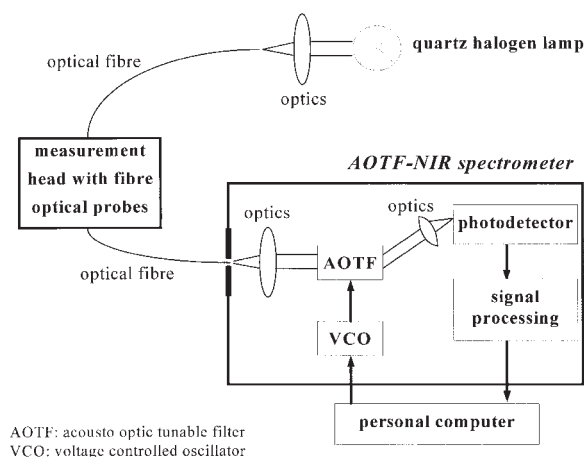 quartz halogen lamp
optical fibre
optics
measurement
head with fibre
optical probes
AOTF-NIR spectrometer
optics
optics
photodetector
AOTF
optical fibre
signal
processing
VCO
personal computer
AOTF: acousto optic tunable filter
VCO: voltage controlled oscillator